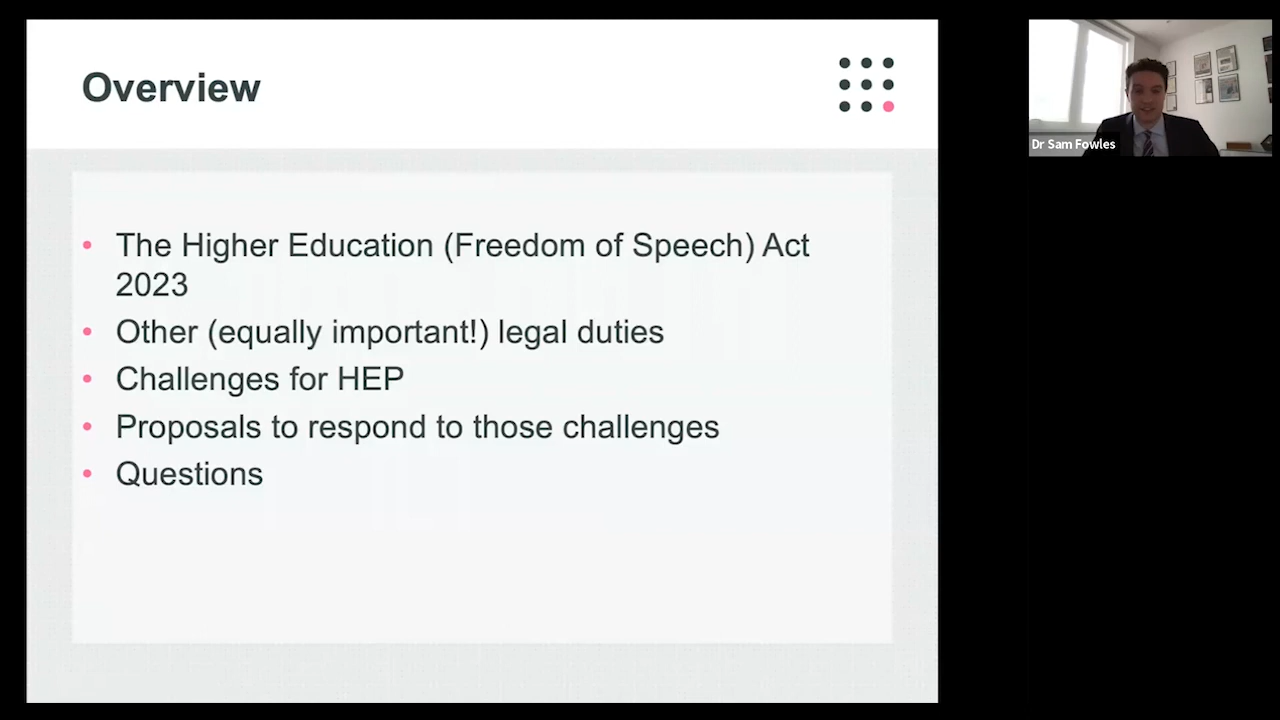 Overview
• The Higher Education (Freedom of Speech) Act
2023
• Other (equally important!) legal duties
• Challenges for HEP
• Proposals to respond to those challenges
• Questions
Dr Sam Fowles